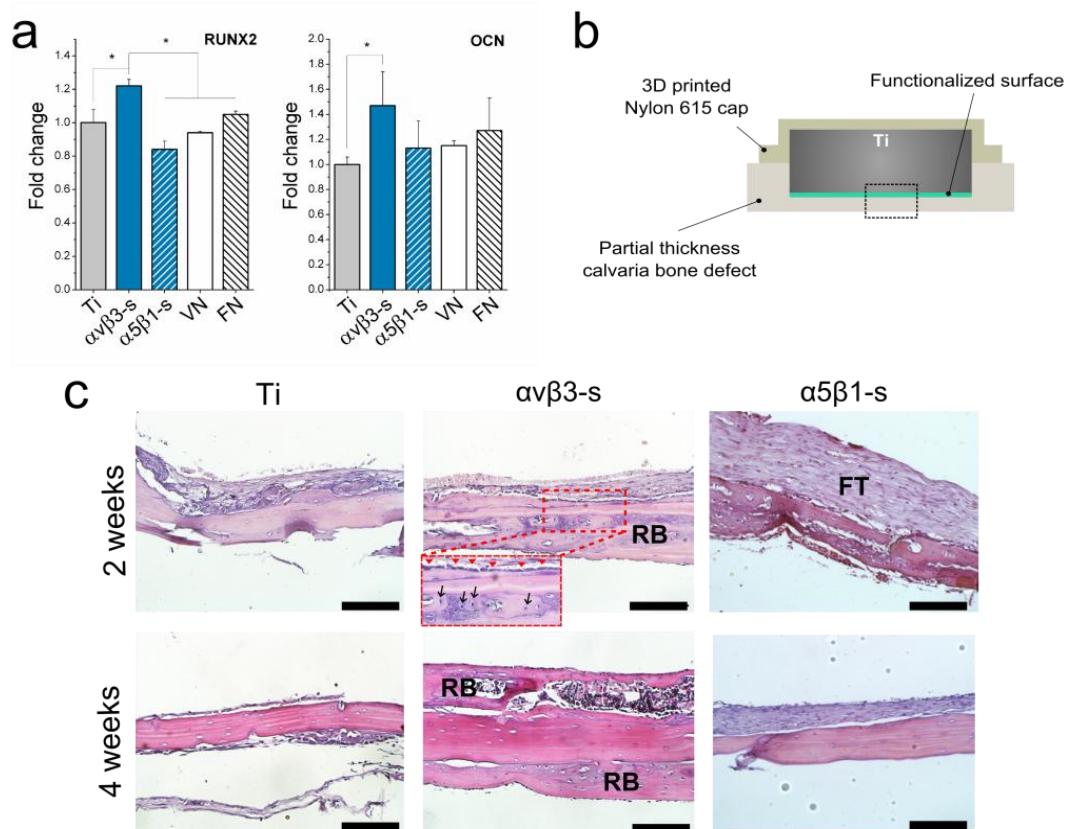 a
RUNX2
*
*
Fold change
1.4
1.2
1.0
0.8
0.6
0.4
0.2
0.0
Ti
αvβ3-s
α5β1-s
VN
FN
OCN
*
Fold change
2.0
1.8
1.6
1.4
1.2
1.0
0.8
0.6
0.4
0.2
0.0
Ti
αvβ3-s
α5β1-s
VN
FN
b
3D printed
Nylon 615 cap
Functionalized surface
Ti
Partial thickness
calvaria bone defect
c
Ti
αvβ3-s
α5β1-s
2 weeks
RB
FT
4 weeks
RB
RB